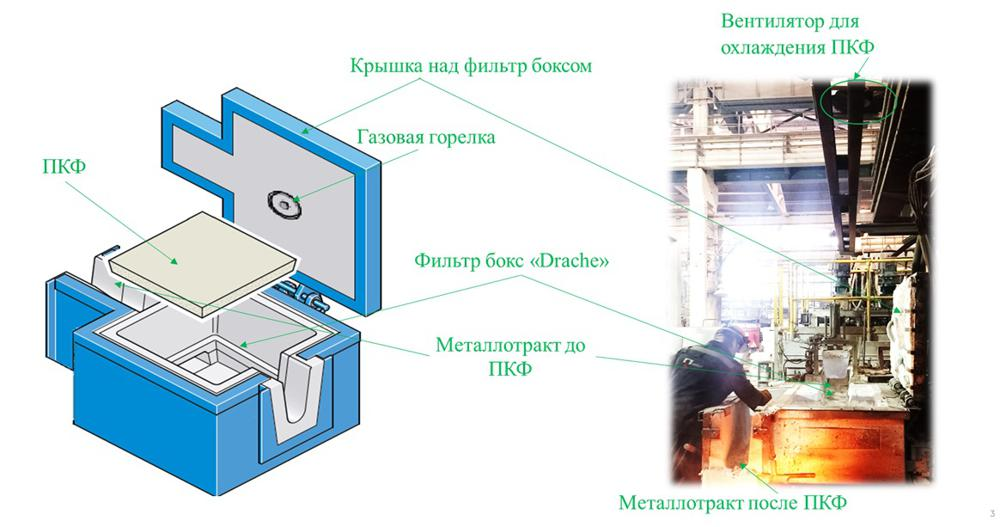 Вентилятор для
охлаждения ПКФ
Крышка над фильтр боксом
Газовая горелка
ПКФ
Фильтр бокс «Drache»
Металлотракт до
ПКФ
Металлотракт после ПКФ
3